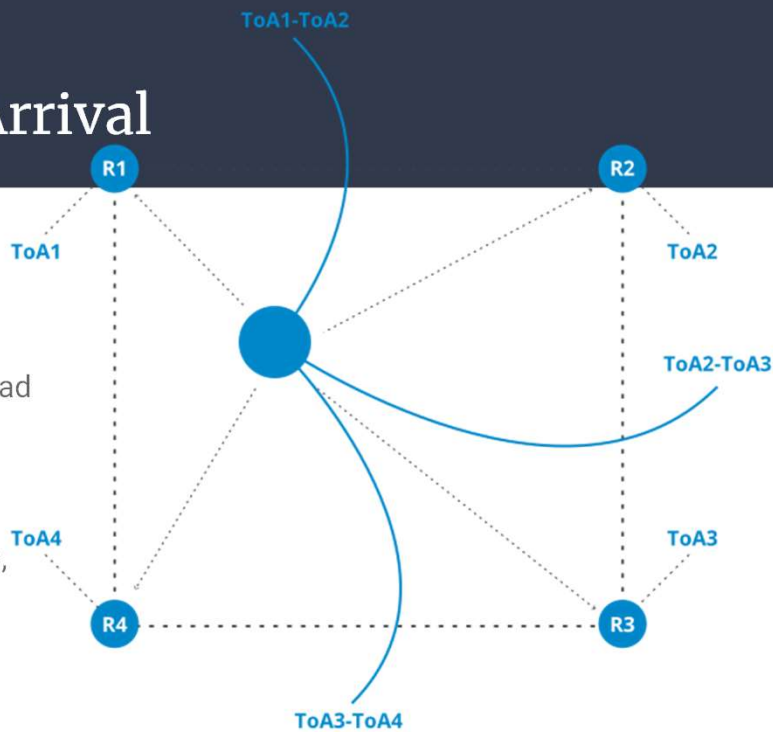 ToA1-ToA2
Arrival
R1
R2
ToA1
ToA2
ToA2-ToA3
ad
ToA4
ToA3
,
R4
R3
ToA3-ToA4